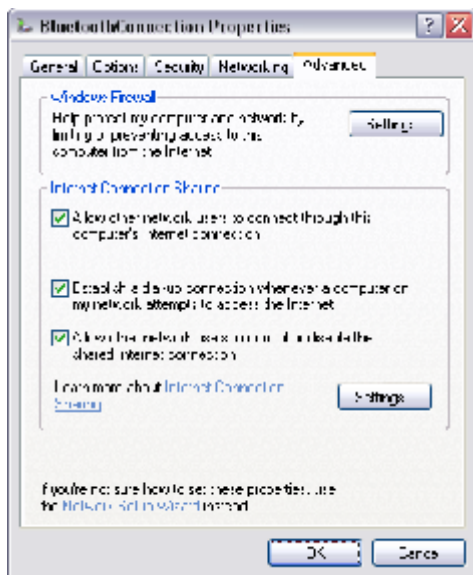 BluetoothConnection Properties
General Options Security Networking Advanced
Windows Firewall
Help protect my computer and network by
limiting or preventing access to this
computer from the Internet
Settings...
Internet Connection Sharing
Allow other network users to connect through this
computer's Internet connection
Establish a dial-up connection whenever a computer on
my network attempts to access the Internet
Allow other network users to control or disable the
shared Internet connection
Learn more about Internet Connection
Sharing.
Settings...
If you're not sure how to set these properties, use
the Network Setup Wizard instead.
OK Cancel